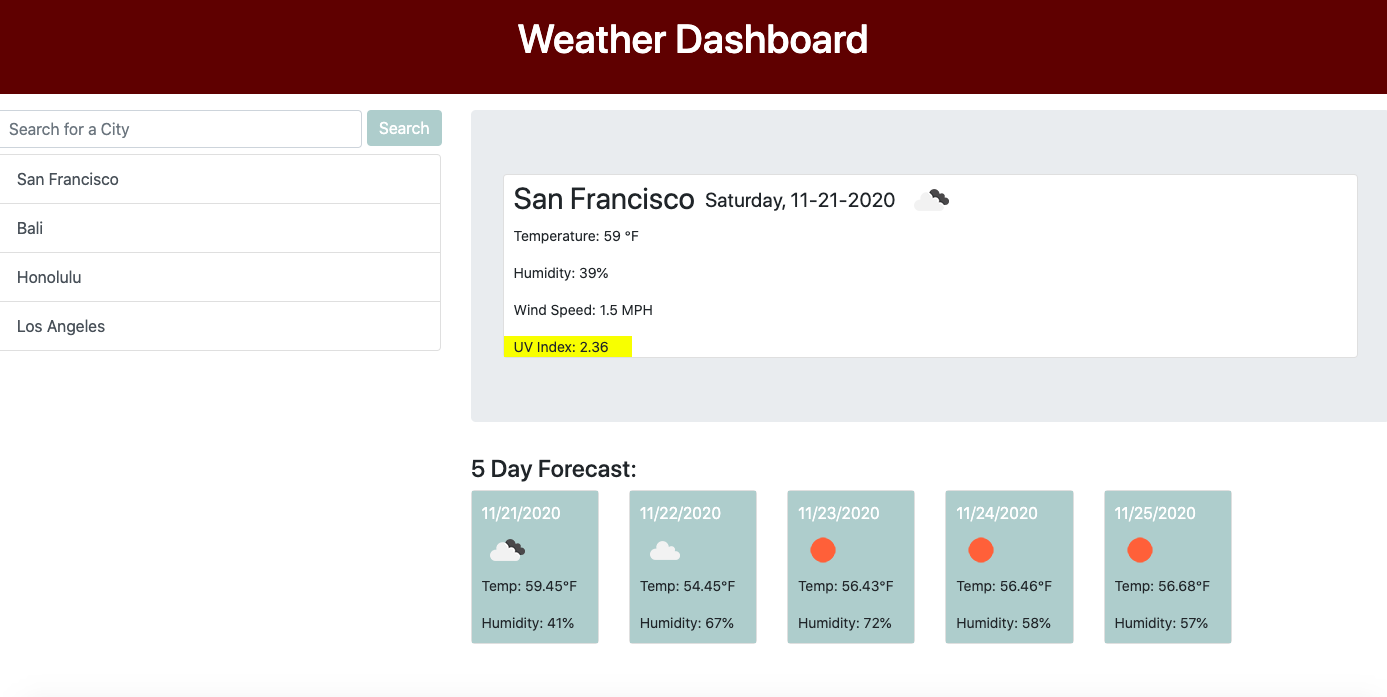 Weather Dashboard
Search for a City
Search
San Francisco
Bali
Honolulu
Los Angeles
San Francisco Saturday, 11-21-2020
Temperature: 59 °F
Humidity: 39%
Wind Speed: 1.5 MPH
UV Index: 2.36
5 Day Forecast:
11/21/2020
Temp: 59.45°F
Humidity: 41%
11/22/2020
Temp: 54.45°F
Humidity: 67%
11/23/2020
Temp: 56.43°F
Humidity: 72%
11/24/2020
Temp: 56.46°F
Humidity: 58%
11/25/2020
Temp: 56.68°F
Humidity: 57%